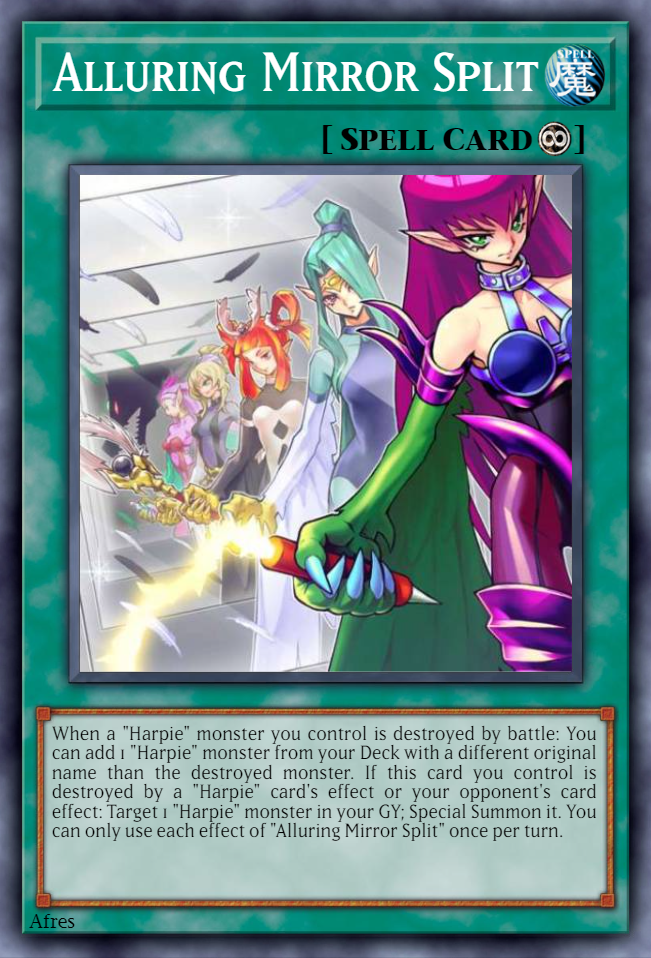 ALLURING MIRROR SPLIT
SPELL
魔
[ SPELL CARD ]
When a "Harpie" monster you control is destroyed by battle: You
can add 1 "Harpie" monster from your Deck with a different original
name than the destroyed monster. If this card you control is
destroyed by a "Harpie" card's effect or your opponent's card
effect: Target 1 "Harpie" monster in your GY; Special Summon it. You
can only use each effect of "Alluring Mirror Split" once per turn.
Afres